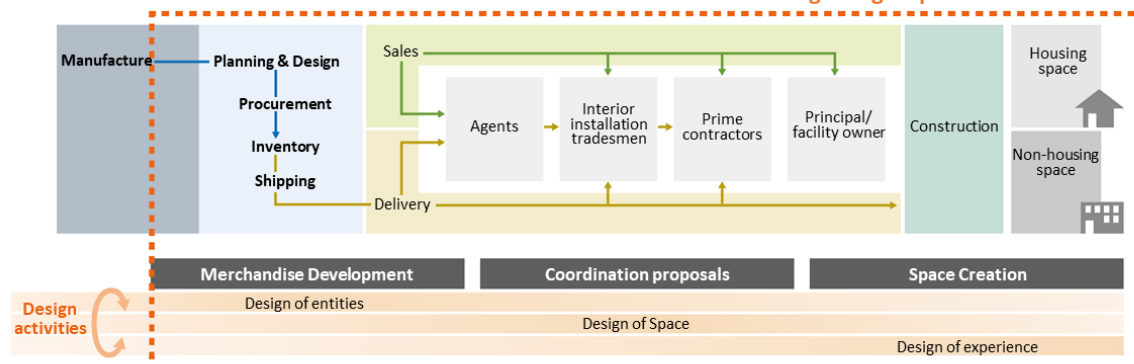 Manufacture
Planning & Design
Procurement
Inventory
Shipping
Sales
Delivery
Agents
Interior
installation
tradesmen
Prime
contractors
Principal/
facility owner
Construction
Housing
space
Non-housing
space
Merchandise Development
Coordination proposals
Space Creation
Design
activities
Design of entities
Design of Space
Design of experience